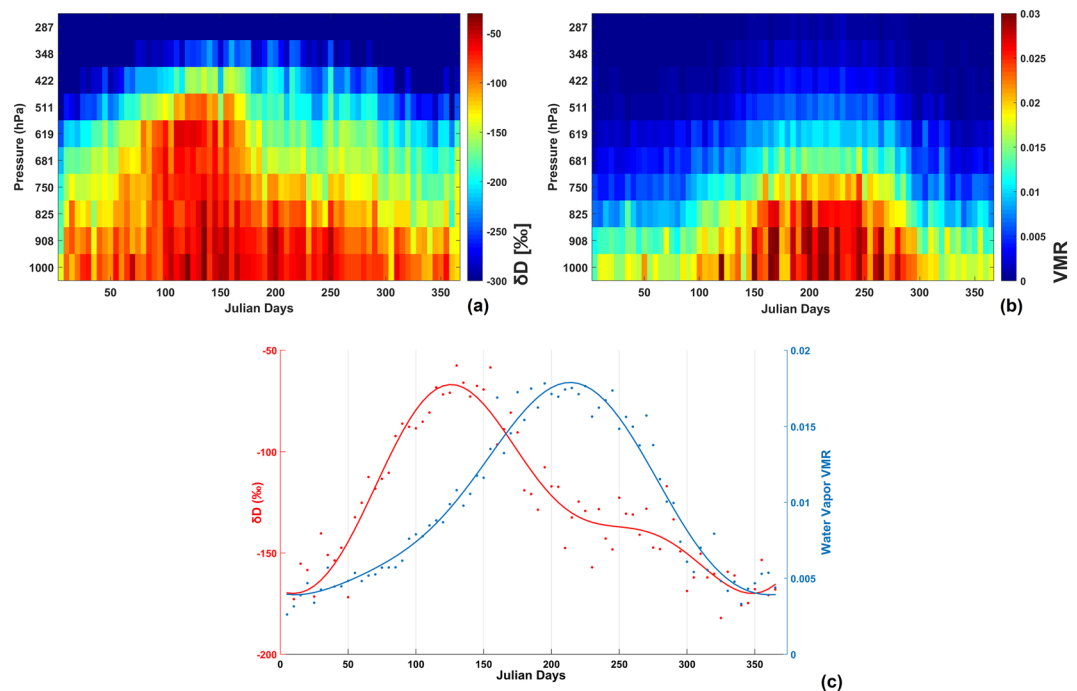 287
348
422
511
619
681
750
825
908
1000
Pressure (hPa)
50 100 150 200 250 300 350
Julian Days
-50
-100
-150
-200
-250
-300
δD [‰]
(a)
287
348
422
511
619
681
750
825
908
1000
Pressure (hPa)
50 100 150 200 250 300 350
Julian Days
0.03
0.025
0.02
0.015
0.01
0.005
0
VMR
(b)
-50
-100
-150
-200
δD (‰)
0 50 100 150 200 250 300 350
Julian Days
0.02
0.015
0.01
0.005
0
Water Vapor VMR
(c)